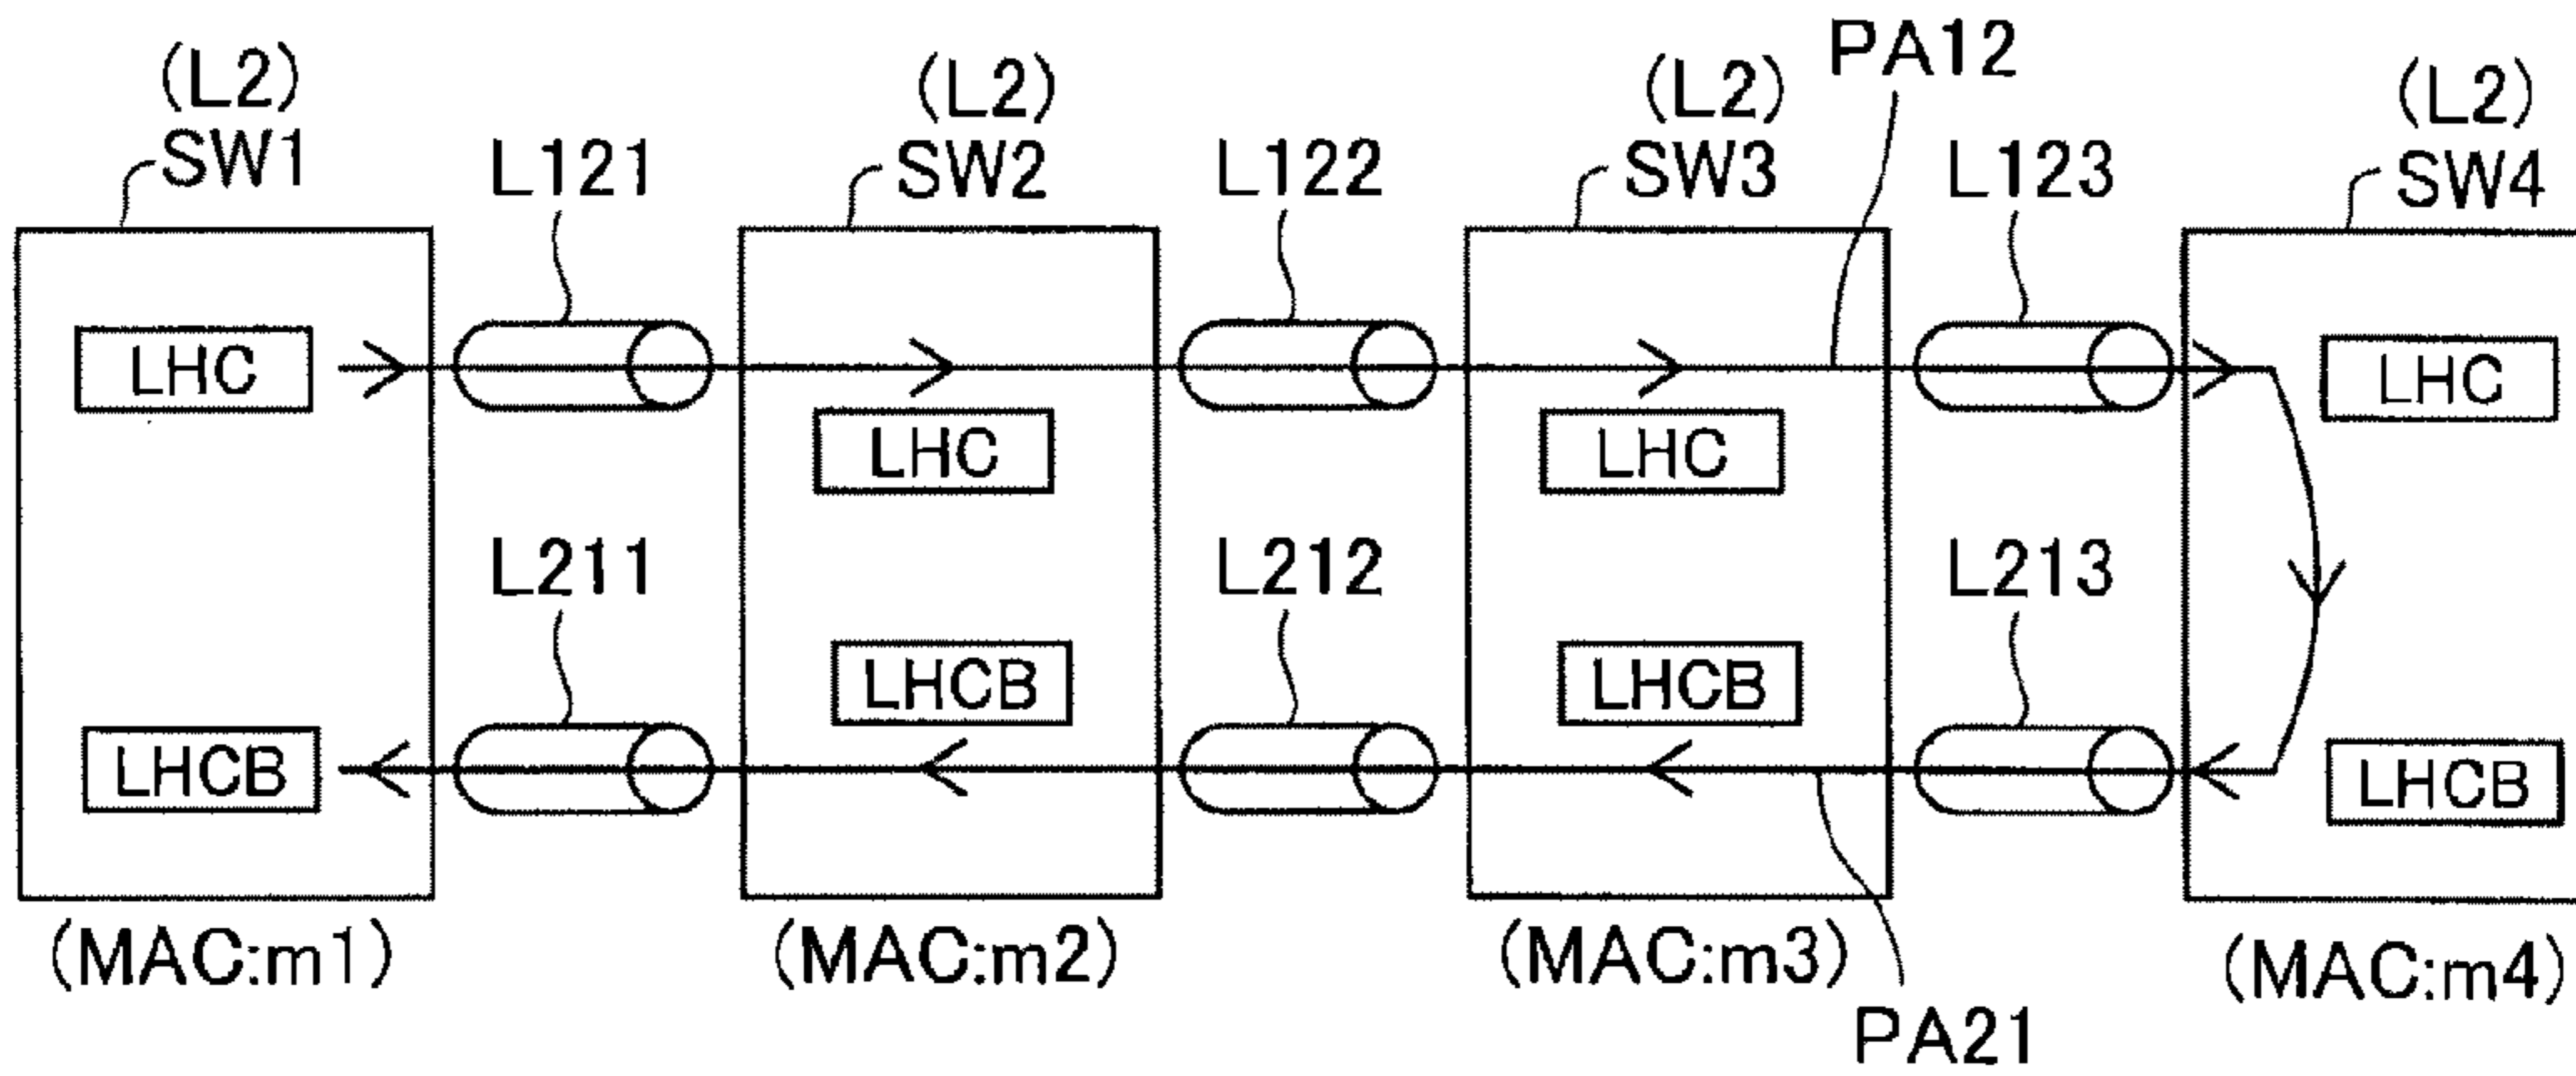 PA12
(L2)
(L2)
(L2)
(L2)
SW1
L121
SW2
L122
SW3
L123
SW4
LHC
LHC
LHC
LHC
L211
L212
L213
LHCB
LHCB
LHCB
LHCB
(MAC:m1)
(MAC:m2)
(MAC:m3)
(MAC:m4)
PA21